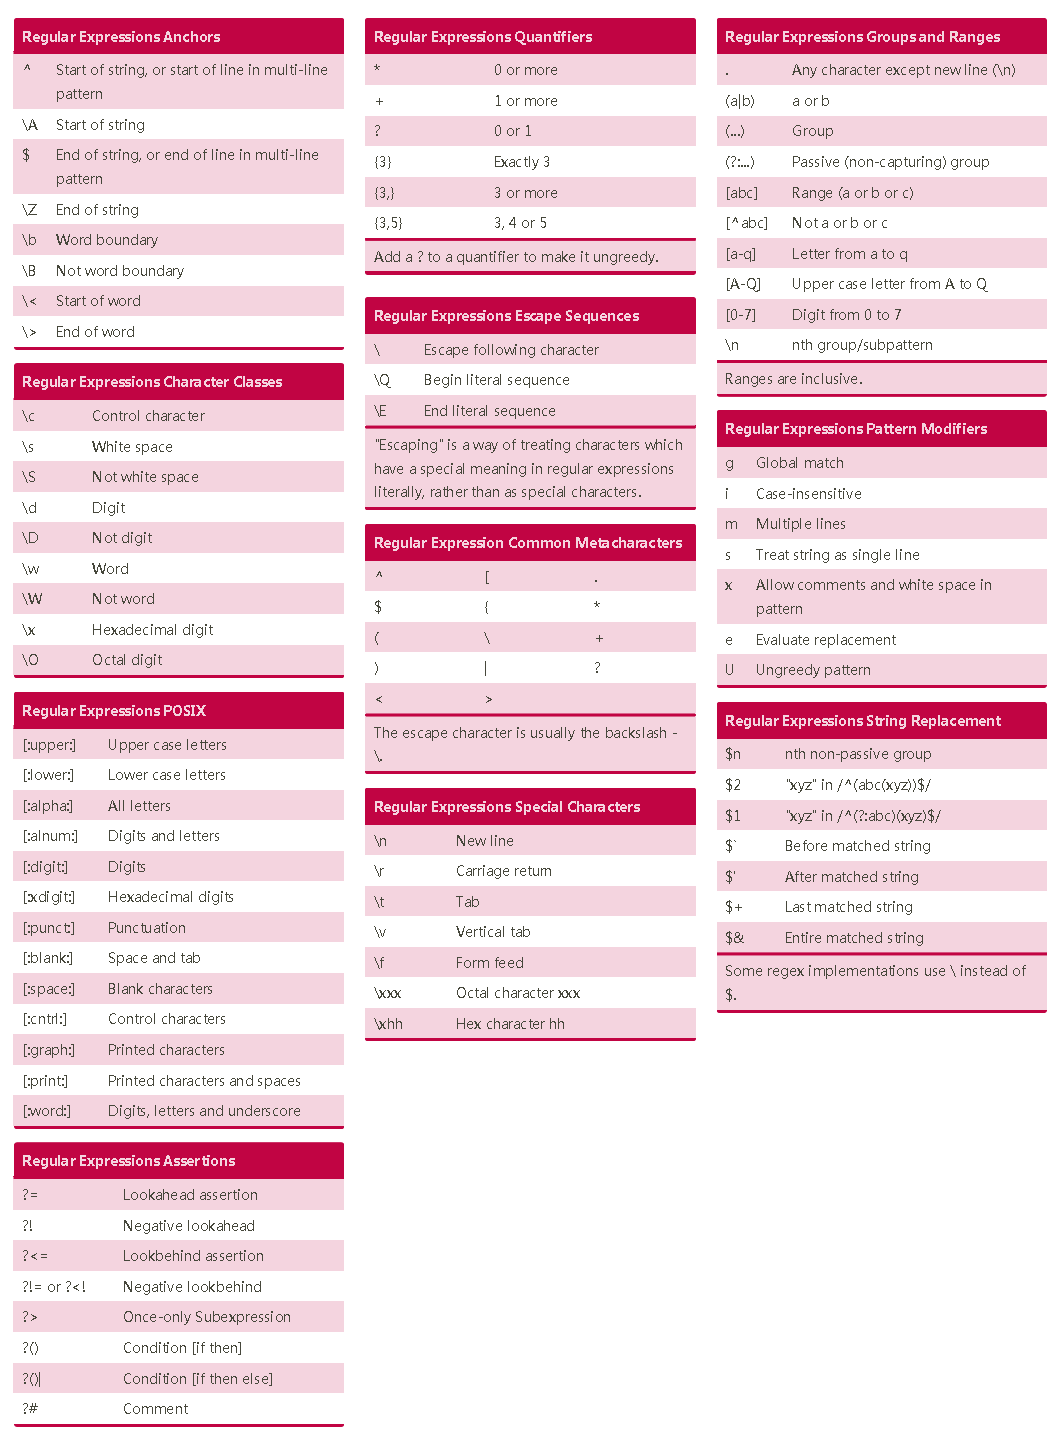 Regular Expressions Anchors
^ Start of string, or start of line in multi-line
pattern
\A Start of string
$ End of string, or end of line in multi-line
pattern
\Z End of string
\b Word boundary
\B Not word boundary
\< Start of word
\> End of word
Regular Expressions Character Classes
\c Control character
\s White space
\S Not white space
\d Digit
\D Not digit
\w Word
\W Not word
\x Hexadecimal digit
\O Octal digit
Regular Expressions POSIX
[:upper:] Upper case letters
[:lower:] Lower case letters
[:alpha:] All letters
[:alnum:] Digits and letters
[:digit:] Digits
[:xdigit:] Hexadecimal digits
[:punct:] Punctuation
[:blank:] Space and tab
[:space:] Blank characters
[:cntrl:] Control characters
[:graph:] Printed characters
[:print:] Printed characters and spaces
[:word:] Digits, letters and underscore
Regular Expressions Assertions
?= Lookahead assertion
?! Negative lookahead
?<= Lookbehind assertion
?!= or ?<! Negative lookbehind
?> Once-only Subexpression
?() Condition [if then]
?()| Condition [if then else]
?# Comment
Regular Expressions Quantifiers
* 0 or more
+ 1 or more
? 0 or 1
{3} Exactly 3
{3,} 3 or more
{3,5} 3, 4 or 5
Add a ? to a quantifier to make it ungreedy.
Regular Expressions Escape Sequences
\ Escape following character
\Q Begin literal sequence
\E End literal sequence
"Escaping" is a way of treating characters which
have a special meaning in regular expressions
literally, rather than as special characters.
Regular Expression Common Metacharacters
^ [ .
$ { *
( \ +
) | ?
< >
The escape character is usually the backslash -
\.
Regular Expressions Special Characters
\n New line
\r Carriage return
\t Tab
\v Vertical tab
\f Form feed
\xxx Octal character xxx
\xhh Hex character hh
Regular Expressions Groups and Ranges
. Any character except new line (\n)
(a|b) a or b
(...) Group
(?:...) Passive (non-capturing) group
[abc] Range (a or b or c)
[^abc] Not a or b or c
[a-q] Letter from a to q
[A-Q] Upper case letter from A to Q
[0-7] Digit from 0 to 7
\n nth group/subpattern
Ranges are inclusive.
Regular Expressions Pattern Modifiers
g Global match
i Case-insensitive
m Multiple lines
s Treat string as single line
x Allow comments and white space in
pattern
e Evaluate replacement
U Ungreedy pattern
Regular Expressions String Replacement
$n nth non-passive group
$2 "xyz" in /^(abc(xyz))$/
$1 "xyz" in /^(?:abc)(xyz)$/
$` Before matched string
$' After matched string
$+ Last matched string
$& Entire matched string
Some regex implementations use \ instead of
$.